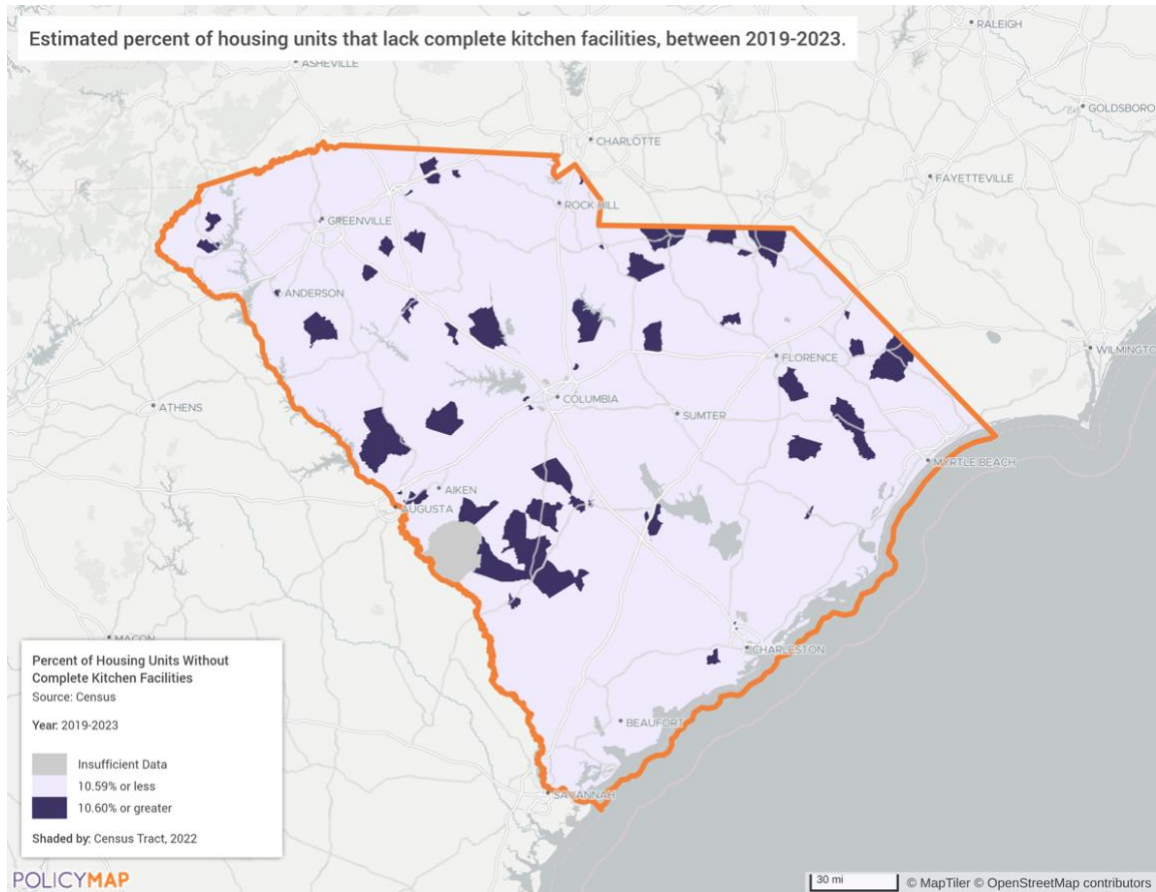 Estimated percent of housing units that lack complete kitchen facilities, between 2019-2023.
RALEIGH
ASHEVILLE
GOLDSBORO
CHARLOTTE
FAYETTEVILLE
ROCK HILL
GREENVILLE
ANDERSON
WILMINGTO
FLORENCE
ATHENS
COLUMBIA
SUMTER
MYRTLE BEACH
AIKEN
AUGUSTA
MACON
CHARLESTON
BEAUFORT
SAVANNAH
Percent of Housing Units Without
Complete Kitchen Facilities
Source: Census
Year: 2019-2023
Insufficient Data
10.59% or less
10.60% or greater
Shaded by: Census Tract, 2022
POLICYMAP
30 mi
© MapTiler © OpenStreetMap contributors